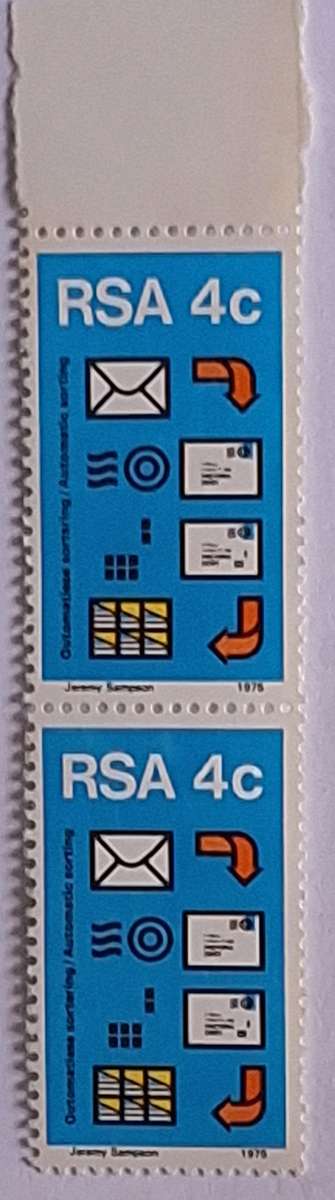 RSA 4c
Outomatiese sortering / Automatic sorting
Jeremy Sampson 1975
RSA 4c
Outomatiese sortering / Automatic sorting
Jeremy Sampson 1975